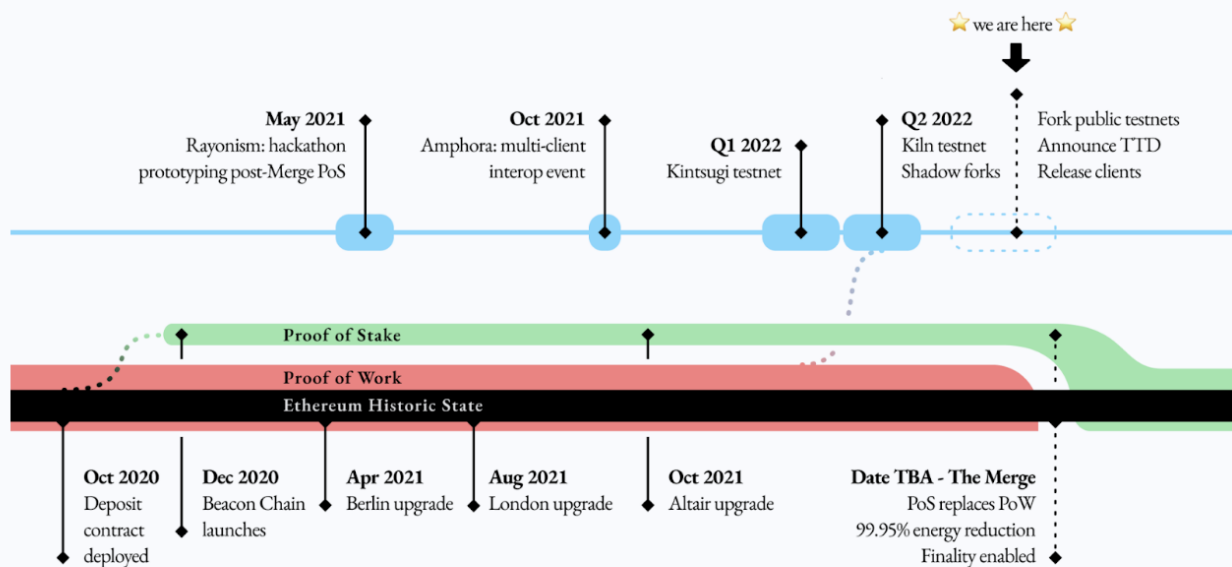 ⭐ we are here ⭐
May 2021
Rayonism: hackathon
prototyping post-Merge PoS
Oct 2021
Amphora: multi-client
interop event
Q1 2022
Kintsugi testnet
Q2 2022
Kiln testnet
Shadow forks
Fork public testnets
Announce TTD
Release clients
Proof of Stake
Proof of Work
Ethereum Historic State
Oct 2020
Deposit
contract
deployed
Dec 2020
Beacon Chain
launches
Apr 2021
Berlin upgrade
Aug 2021
London upgrade
Oct 2021
Altair upgrade
Date TBA - The Merge
PoS replaces PoW
99.95% energy reduction
Finality enabled